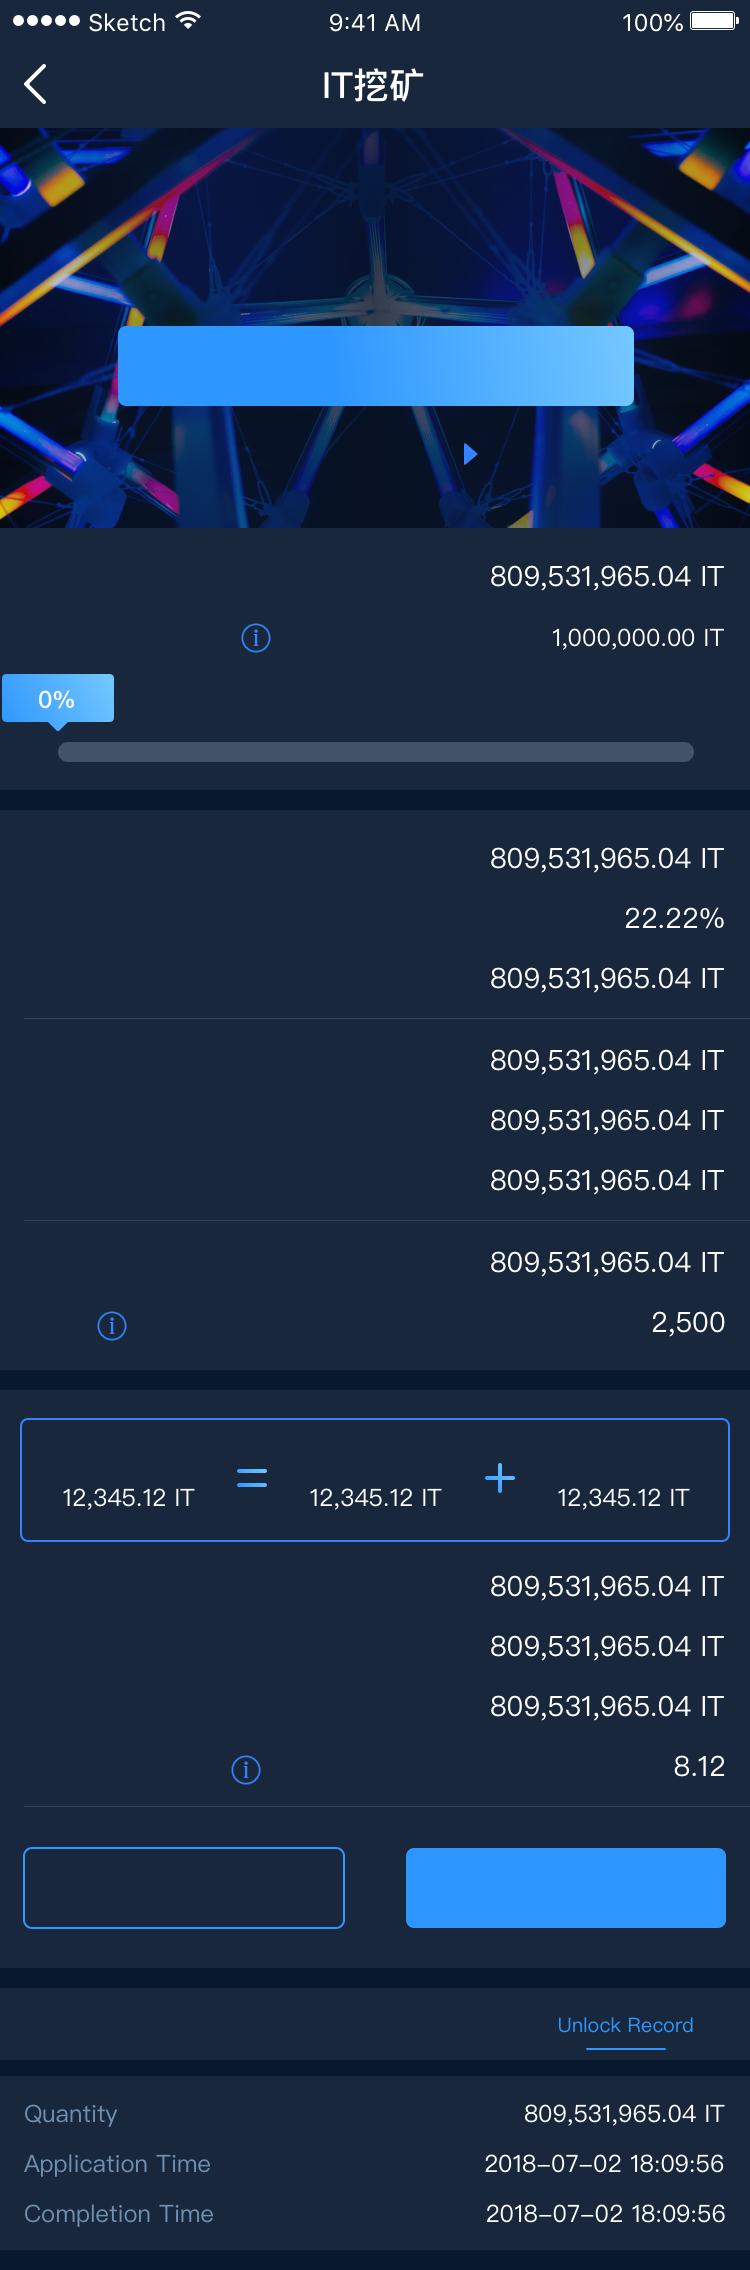 Sketch 9:41 AM 100%
IT挖矿
809,531,965.04 IT
1,000,000.00 IT
0%
809,531,965.04 IT
22.22%
809,531,965.04 IT
809,531,965.04 IT
809,531,965.04 IT
809,531,965.04 IT
809,531,965.04 IT
2,500
12,345.12 IT = 12,345.12 IT + 12,345.12 IT
809,531,965.04 IT
809,531,965.04 IT
809,531,965.04 IT
8.12
Unlock Record
Quantity 809,531,965.04 IT
Application Time 2018-07-02 18:09:56
Completion Time 2018-07-02 18:09:56